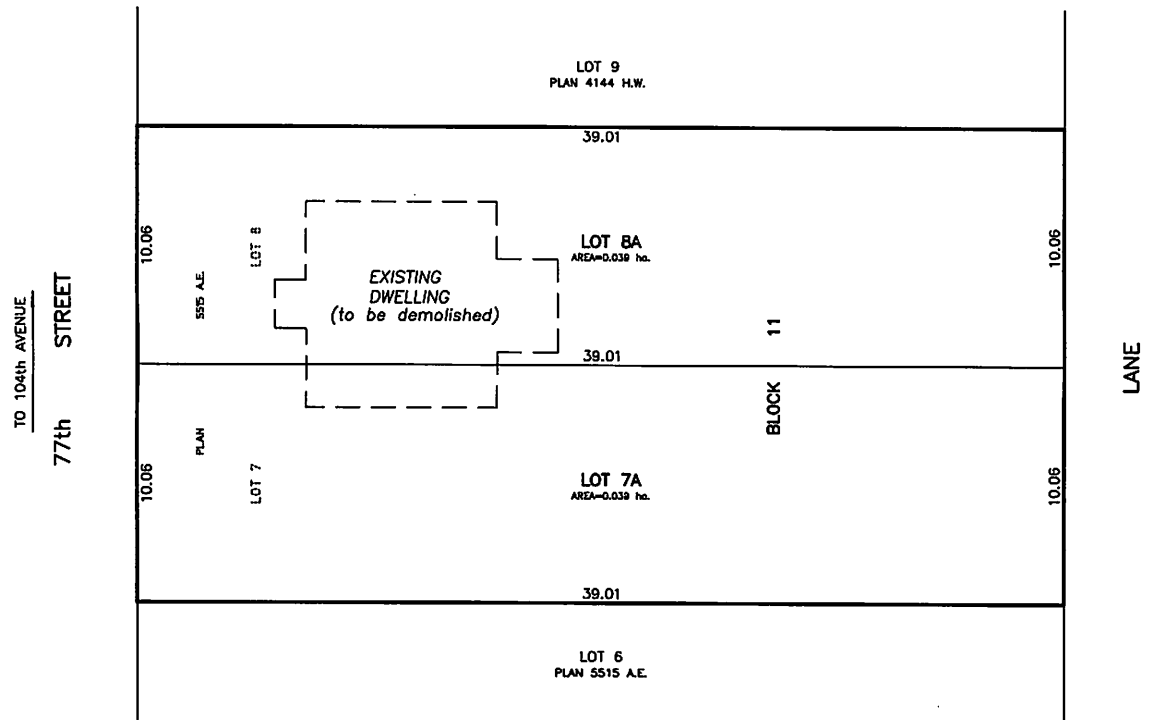 LOT 9
PLAN 4144 H.W.
39.01
10.06
LOT 8
5515 A.E.
EXISTING
DWELLING
(to be demolished)
LOT 8A
AREA=0.039 ha.
10.06
39.01
11
BLOCK
TO 104th AVENUE
77th STREET
LANE
PLAN
LOT 7
10.06
LOT 7A
AREA=0.039 ha.
10.06
39.01
LOT 6
PLAN 5515 A.E.